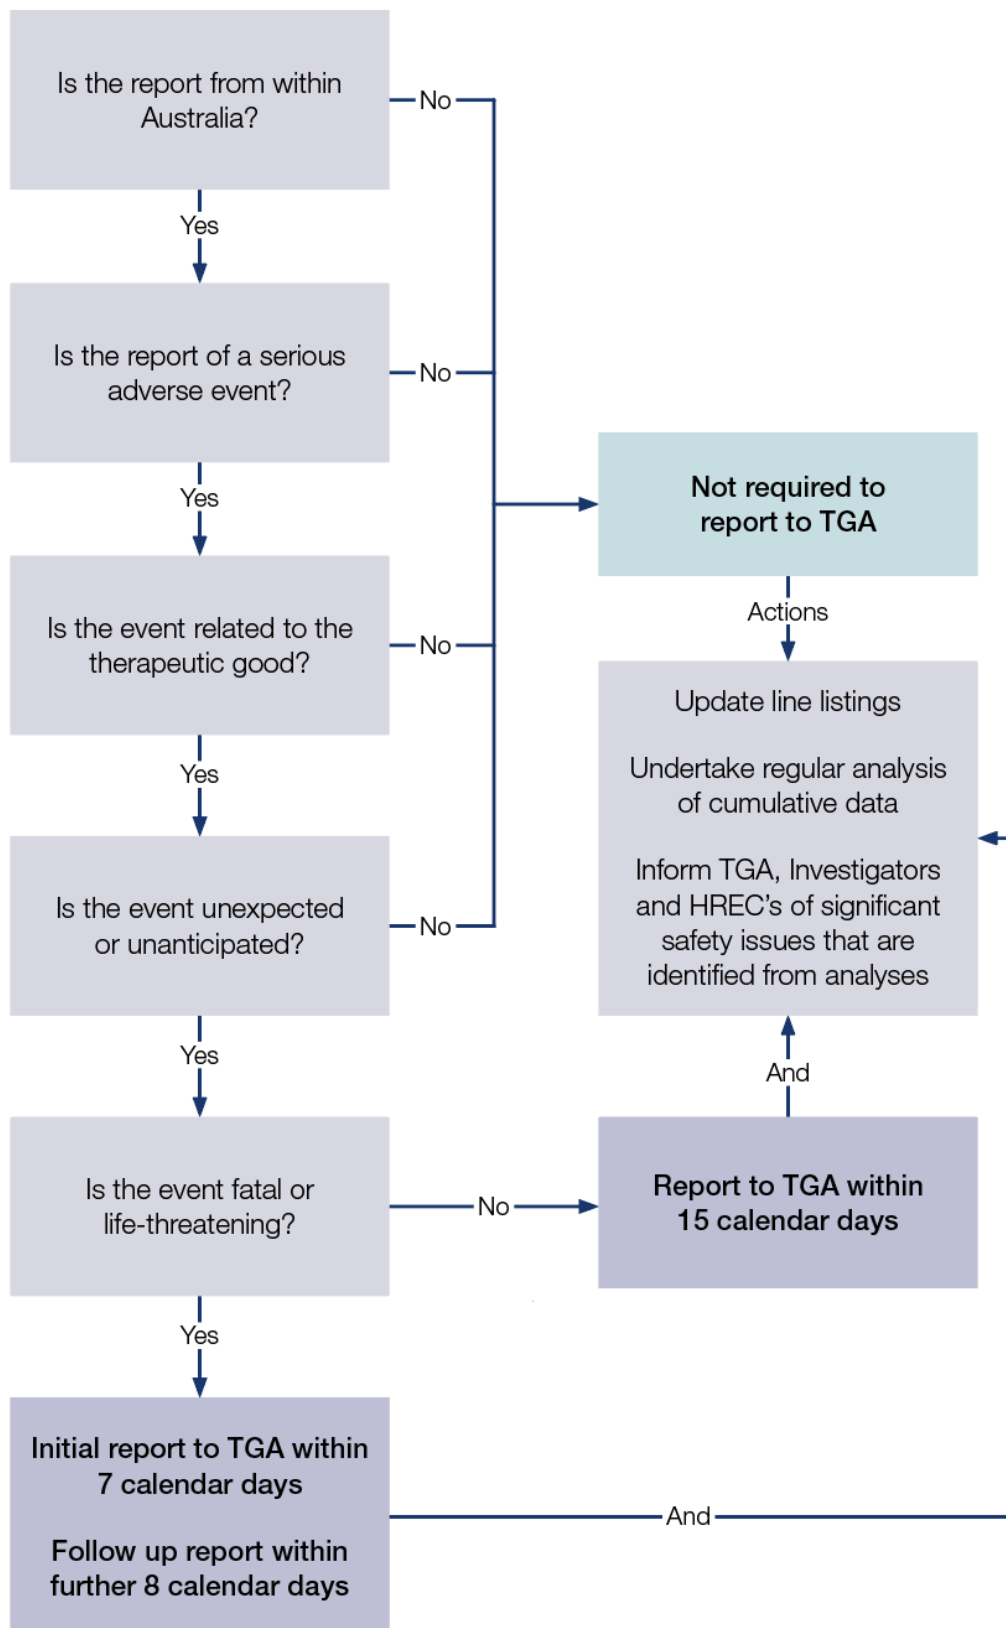 Is the report from within
Australia?
No
Yes
Is the report of a serious
adverse event?
No
Yes
Is the event related to the
therapeutic good?
No
Yes
Is the event unexpected
or unanticipated?
No
Yes
Is the event fatal or
life-threatening?
No
Yes
Initial report to TGA within
7 calendar days
Follow up report within
further 8 calendar days
And
Not required to
report to TGA
Actions
Update line listings
Undertake regular analysis
of cumulative data
Inform TGA, Investigators
and HREC’s of significant
safety issues that are
identified from analyses
And
Report to TGA within
15 calendar days